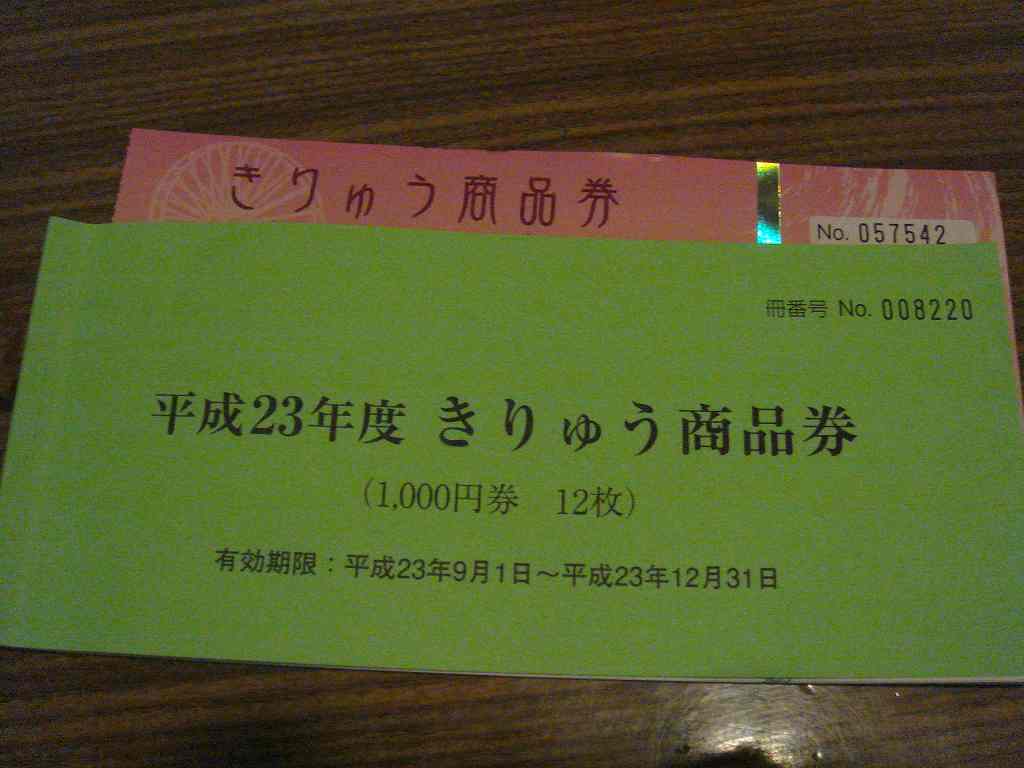 きりゅう商品券
No. 057542
冊番号 No. 008220
平成23年度 きりゅう商品券
(1,000円券 12枚)
有効期限：平成23年9月1日～平成23年12月31日